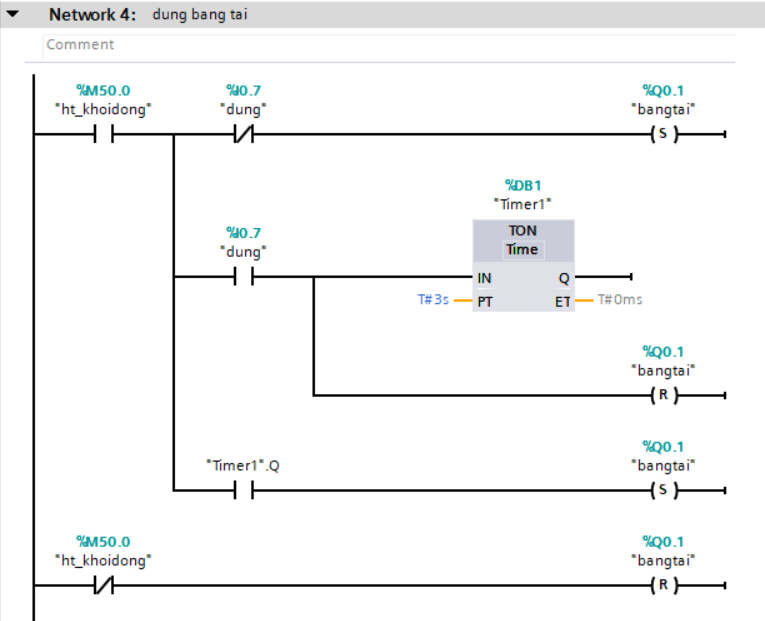 Network 4: dung bang tai
Comment
%M50.0 %I0.7 %Q0.1
"ht_khoidong" "dung" "bangtai"
S
%DB1
"Timer1"
TON
Time
%I0.7
"dung"
IN Q
T#3s PT ET T#0ms
%Q0.1
"bangtai"
R
%Q0.1
"Timer1".Q "bangtai"
S
%M50.0 %Q0.1
"ht_khoidong" "bangtai"
R